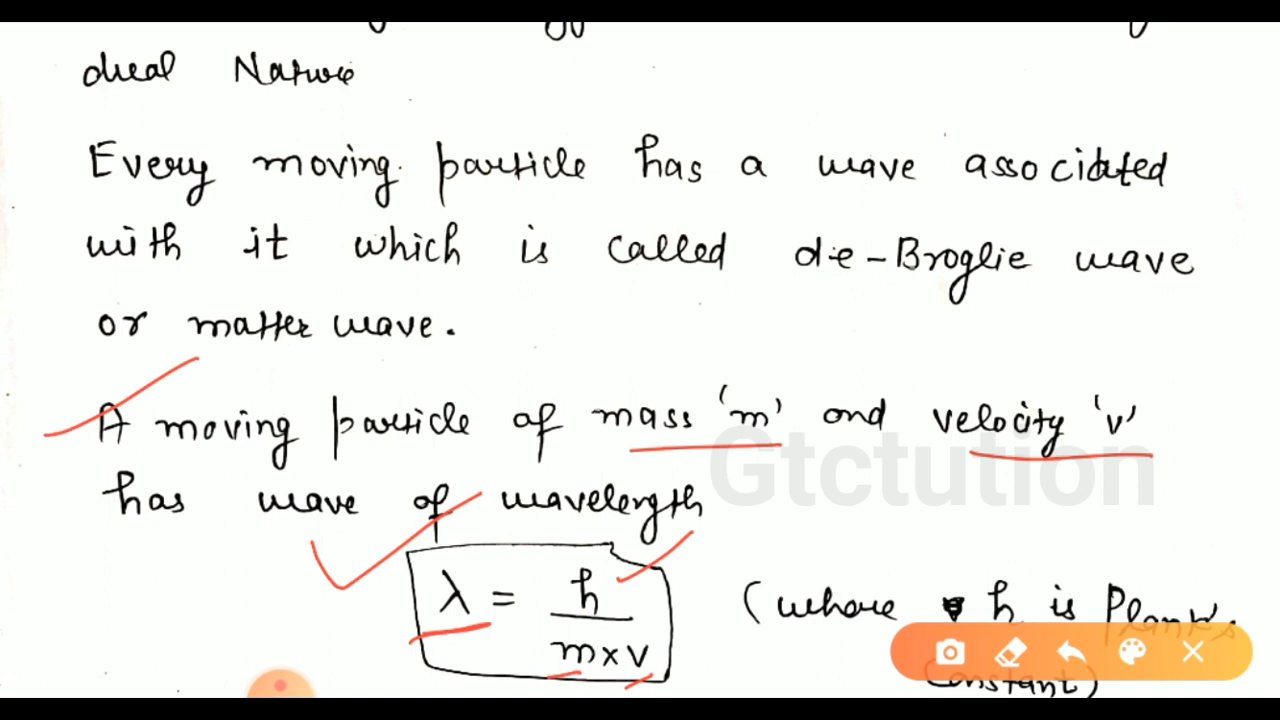 dual Nature
Every moving particle has a wave associated
with it which is called de-Broglie wave
or matter wave.
A moving particle of mass 'm' and velocity 'v'
has wave of wavelength
λ = h / m×v
(where h is Plank's
Constant)
Gtctution